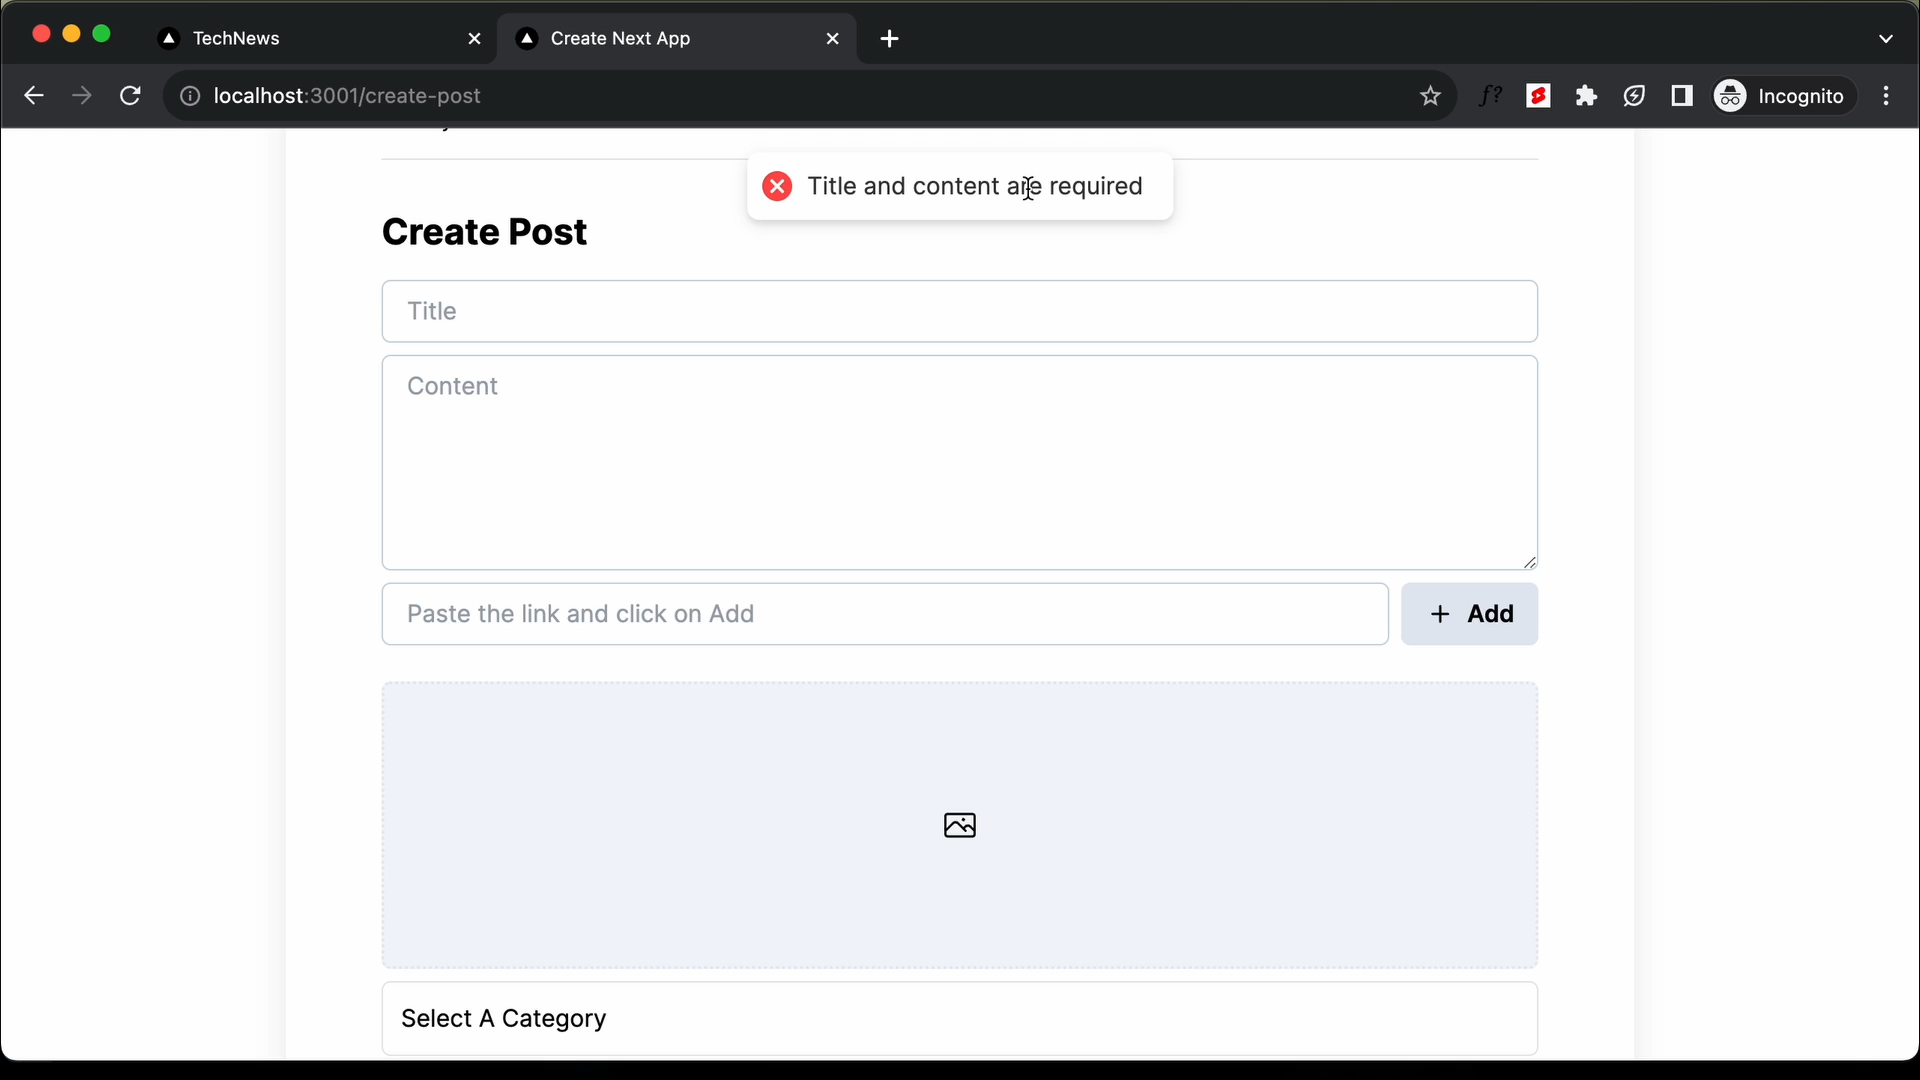 TechNews
Create Next App
localhost:3001/create-post
f?
Incognito
Title and content are required
Create Post
Title
Content
Paste the link and click on Add
Add
Select A Category